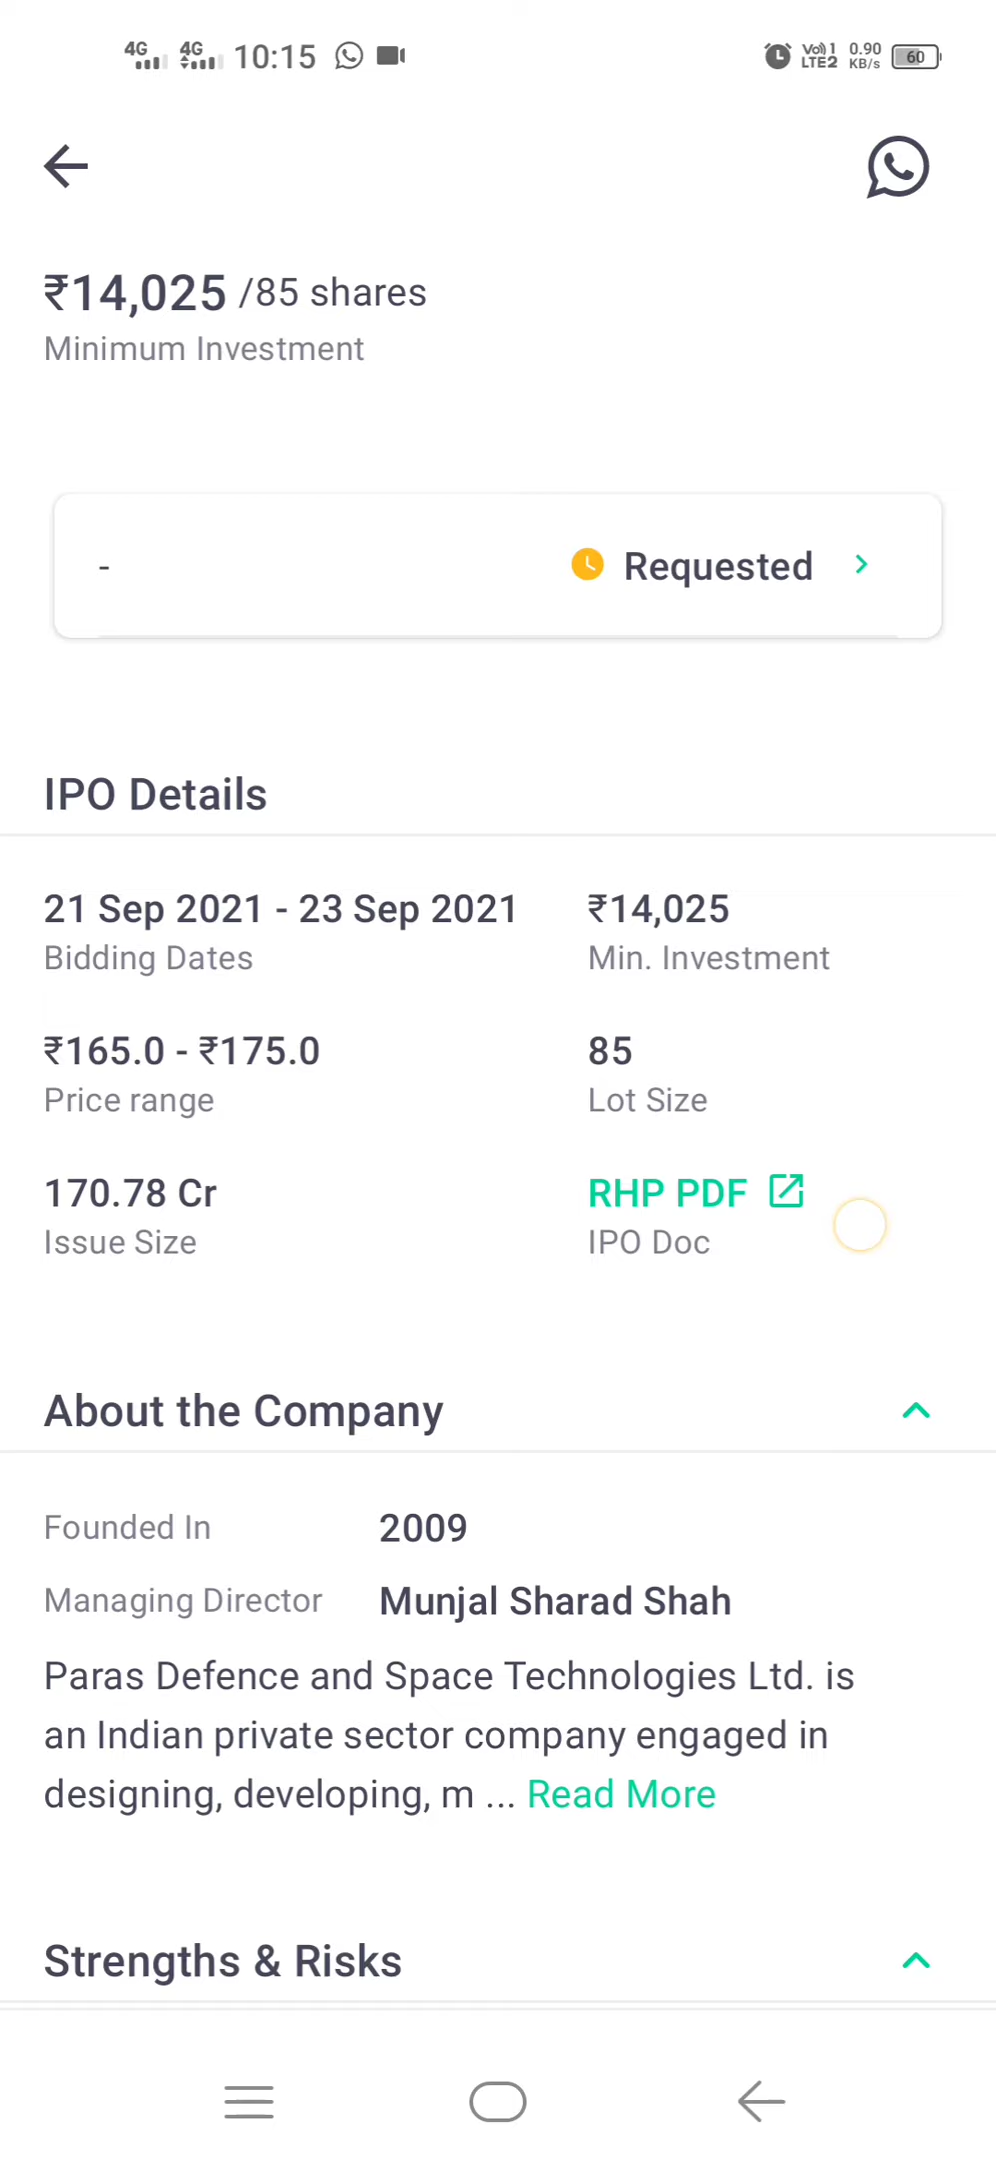 4G 4G 10:15 Vo)) 1 LTE2 0.90 KB/s 60
₹14,025 /85 shares
Minimum Investment
- Requested
IPO Details
21 Sep 2021 - 23 Sep 2021 ₹14,025
Bidding Dates Min. Investment
₹165.0 - ₹175.0 85
Price range Lot Size
170.78 Cr RHP PDF
Issue Size IPO Doc
About the Company
Founded In 2009
Managing Director Munjal Sharad Shah
Paras Defence and Space Technologies Ltd. is
an Indian private sector company engaged in
designing, developing, m ... Read More
Strengths & Risks